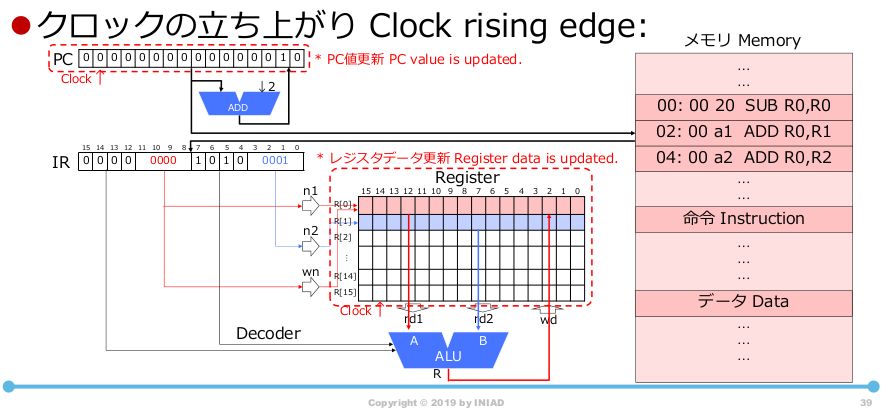 ●クロックの立ち上がり Clock rising edge:
メモリ Memory
PC 0 0 0 0 0 0 0 0 0 0 0 0 0 0 1 0
* PC値更新 PC value is updated.
Clock ↑
↓2
ADD
...
...
00: 00 20 SUB R0,R0
02: 00 a1 ADD R0,R1
04: 00 a2 ADD R0,R2
...
...
命令 Instruction
...
...
...
データ Data
...
...
...
15 14 13 12 11 10 9 8 7 6 5 4 3 2 1 0
IR 0 0 0 0 0000 1 0 1 0 0001
* レジスタデータ更新 Register data is updated.
Register
15 14 13 12 11 10 9 8 7 6 5 4 3 2 1 0
n1
n2
wn
R[0]
R[1]
R[2]
...
R[14]
R[15]
Clock ↑
rd1 rd2 wd
Decoder
A B
ALU
R
Copyright © 2019 by INIAD
39